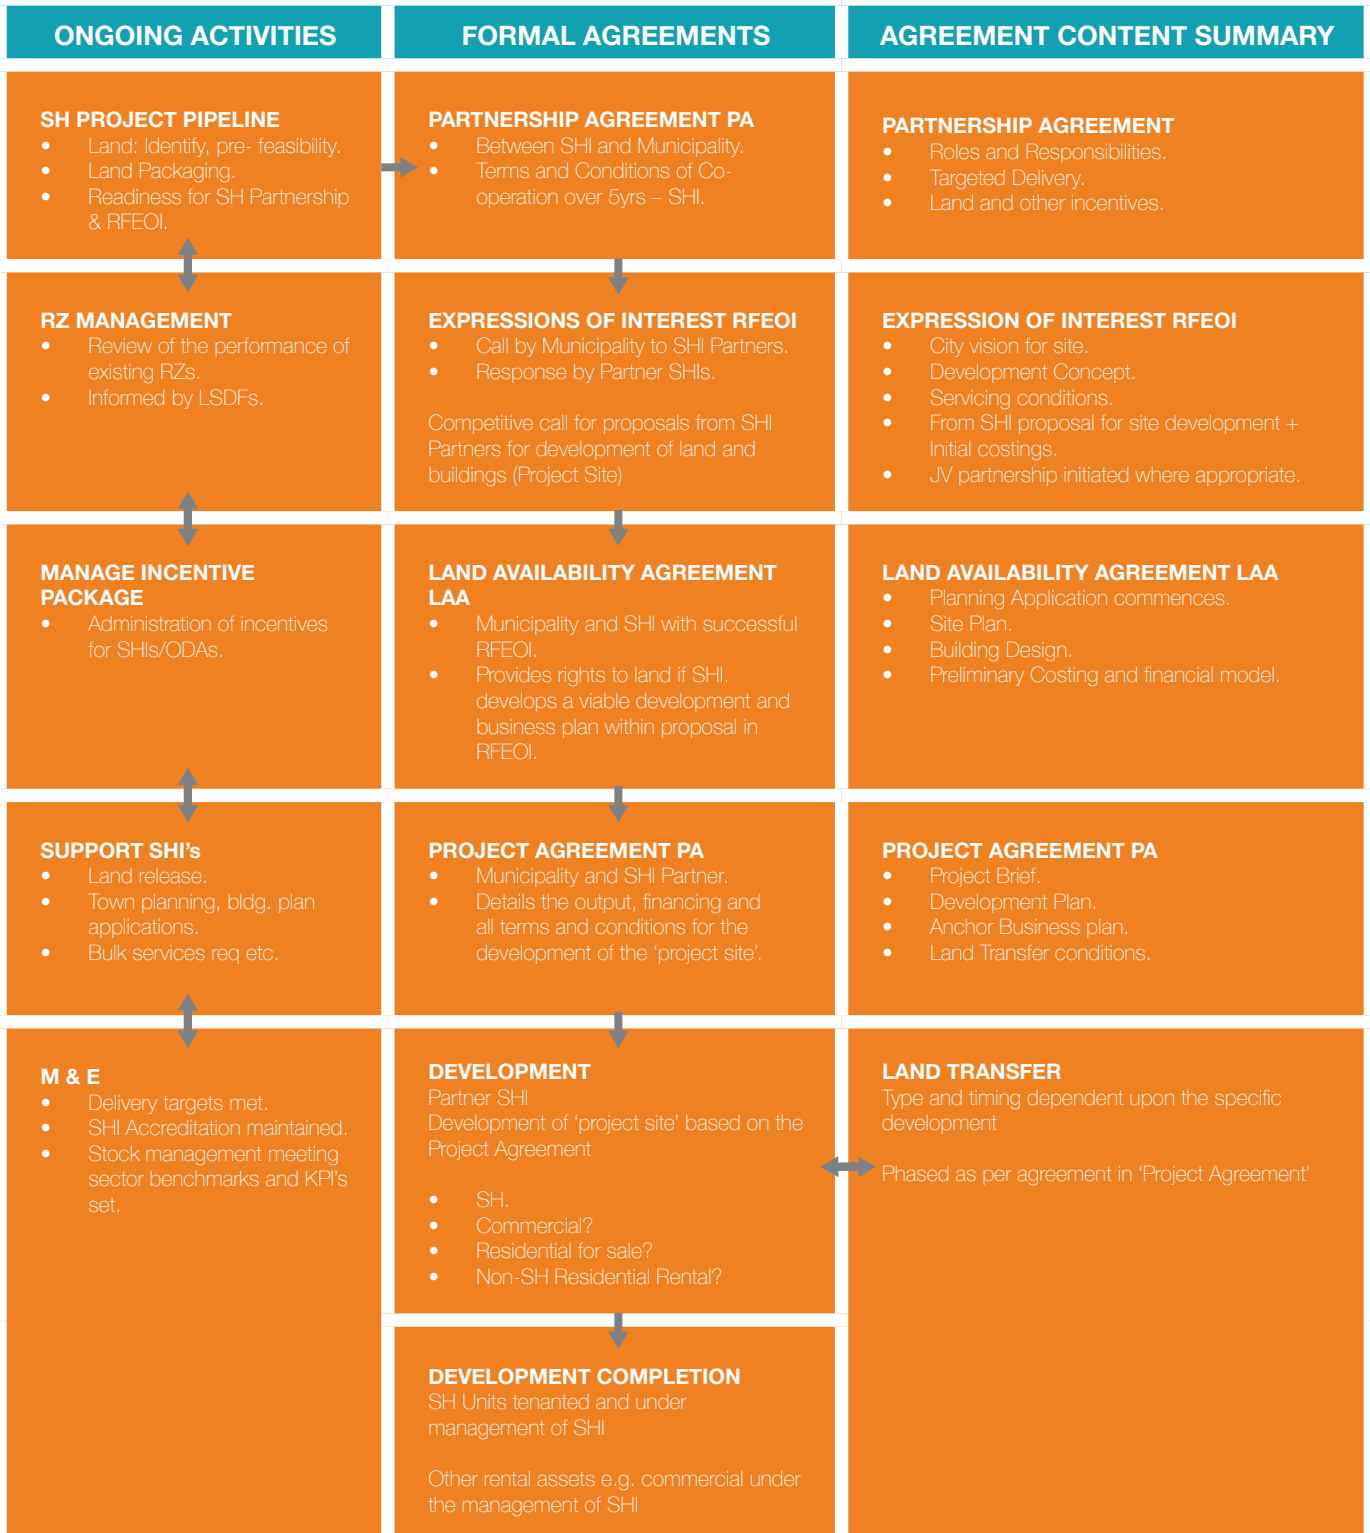 ONGOING ACTIVITIES
FORMAL AGREEMENTS
AGREEMENT CONTENT SUMMARY
SH PROJECT PIPELINE
• Land: Identify, pre- feasibility.
• Land Packaging.
• Readiness for SH Partnership
& RFEOI.
PARTNERSHIP AGREEMENT PA
• Between SHI and Municipality.
• Terms and Conditions of Co-
operation over 5yrs – SHI.
PARTNERSHIP AGREEMENT
• Roles and Responsibilities.
• Targeted Delivery.
• Land and other incentives.
RZ MANAGEMENT
• Review of the performance of
existing RZs.
• Informed by LSDFs.
EXPRESSIONS OF INTEREST RFEOI
• Call by Municipality to SHI Partners.
• Response by Partner SHIs.
Competitive call for proposals from SHI
Partners for development of land and
buildings (Project Site)
EXPRESSION OF INTEREST RFEOI
• City vision for site.
• Development Concept.
• Servicing conditions.
• From SHI proposal for site development +
Initial costings.
• JV partnership initiated where appropriate.
MANAGE INCENTIVE
PACKAGE
• Administration of incentives
for SHIs/ODAs.
LAND AVAILABILITY AGREEMENT
LAA
• Municipality and SHI with successful
RFEOI.
• Provides rights to land if SHI.
develops a viable development and
business plan within proposal in
RFEOI.
LAND AVAILABILITY AGREEMENT LAA
• Planning Application commences.
• Site Plan.
• Building Design.
• Preliminary Costing and financial model.
SUPPORT SHI's
• Land release.
• Town planning, bldg. plan
applications.
• Bulk services req etc.
PROJECT AGREEMENT PA
• Municipality and SHI Partner.
• Details the output, financing and
all terms and conditions for the
development of the 'project site'.
PROJECT AGREEMENT PA
• Project Brief.
• Development Plan.
• Anchor Business plan.
• Land Transfer conditions.
M & E
• Delivery targets met.
• SHI Accreditation maintained.
• Stock management meeting
sector benchmarks and KPI's
set.
DEVELOPMENT
Partner SHI
Development of 'project site' based on the
Project Agreement
• SH.
• Commercial?
• Residential for sale?
• Non-SH Residential Rental?
LAND TRANSFER
Type and timing dependent upon the specific
development
Phased as per agreement in 'Project Agreement'
DEVELOPMENT COMPLETION
SH Units tenanted and under
management of SHI
Other rental assets e.g. commercial under
the management of SHI